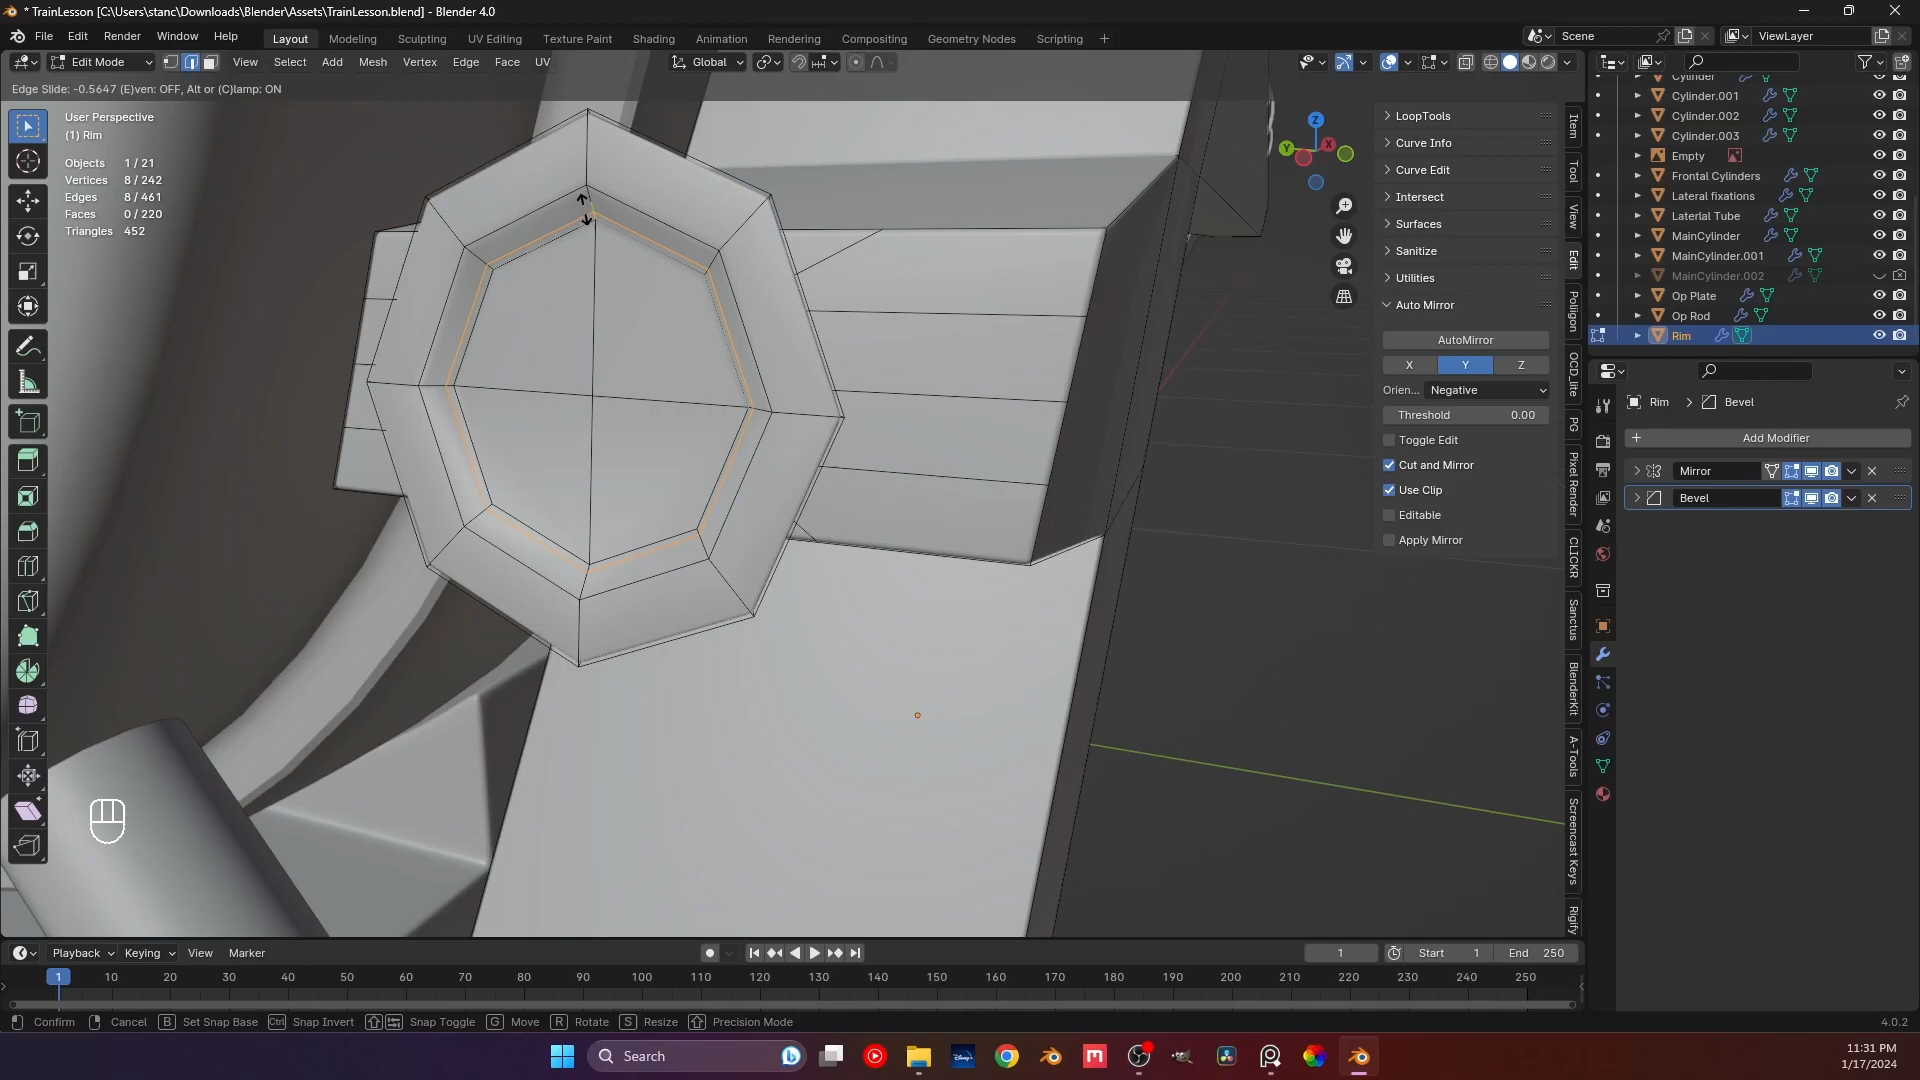 * TrainLesson [C:\Users\stanc\Downloads\Blender\Assets\TrainLesson.blend] - Blender 4.0
File Edit Render Window Help
Layout Modeling Sculpting UV Editing Texture Paint Shading Animation Rendering Compositing Geometry Nodes Scripting +
Scene
ViewLayer
Edit Mode View Select Add Mesh Vertex Edge Face UV
Global
Edge Slide: -0.5647 (E)ven: OFF, Alt or (C)lamp: ON
User Perspective
(1) Rim
Objects 1 / 21
Vertices 8 / 242
Edges 8 / 461
Faces 0 / 220
Triangles 452
Z
Y
X
LoopTools
Curve Info
Curve Edit
Intersect
Surfaces
Sanitize
Utilities
Auto Mirror
AutoMirror
X Y Z
Orien... Negative
Threshold 0.00
Toggle Edit
Cut and Mirror
Use Clip
Editable
Apply Mirror
Item
Tool
View
Edit
Poliigon
OCD_lite
PG
Pixel Render
CLICKR
Sanctus
BlenderKit
A-Tools
Screencast Keys
Rigify
Cylinder
Cylinder.001
Cylinder.002
Cylinder.003
Empty
Frontal Cylinders
Lateral fixations
Laterlal Tube
MainCylinder
MainCylinder.001
MainCylinder.002
Op Plate
Op Rod
Rim
Rim Bevel
Add Modifier
Mirror
Bevel
Playback Keying View Marker
1
Start 1
End 250
1 10 20 30 40 50 60 70 80 90 100 110 120 130 140 150 160 170 180 190 200 210 220 230 240 250
Confirm Cancel B Set Snap Base Ctrl Snap Invert Snap Toggle G Move R Rotate S Resize Precision Mode
4.0.2
Search
11:31 PM
1/17/2024